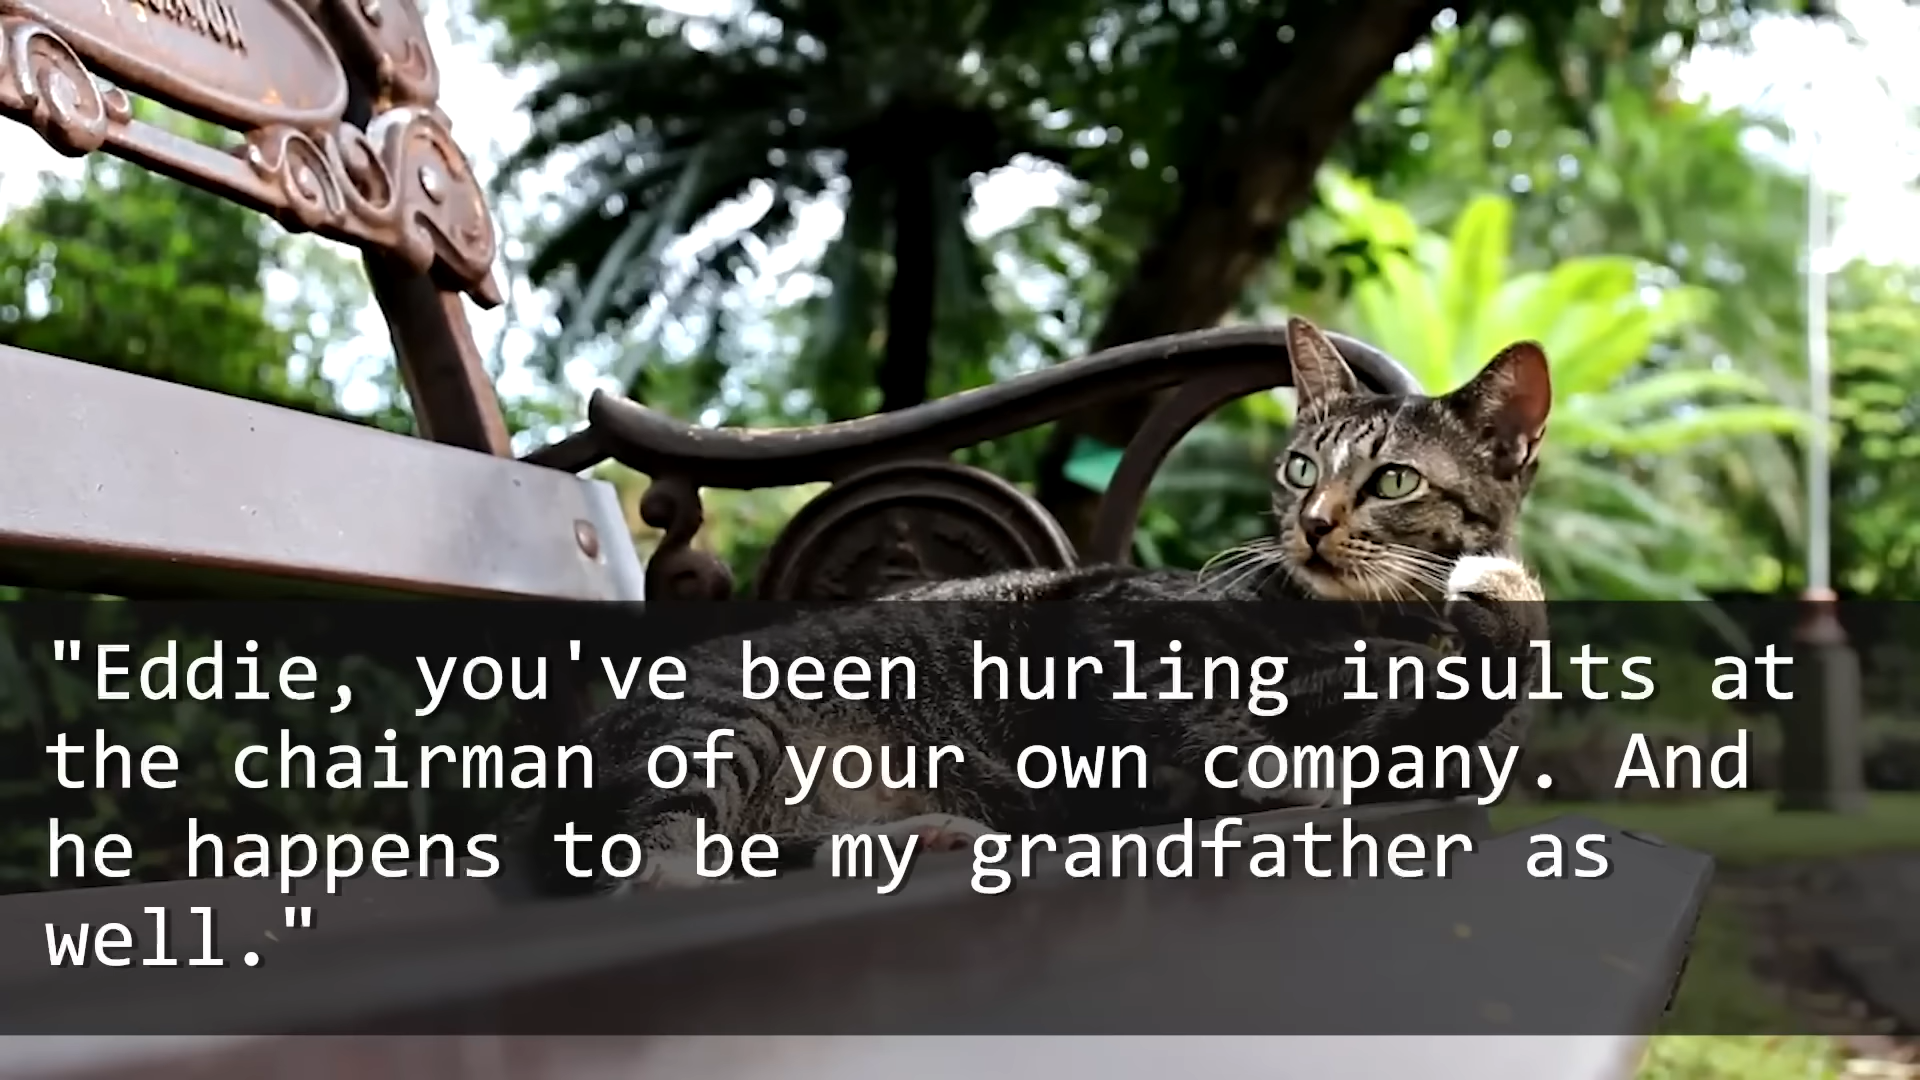 "Eddie, you've been hurling insults at
the chairman of your own company. And
he happens to be my grandfather as
well."